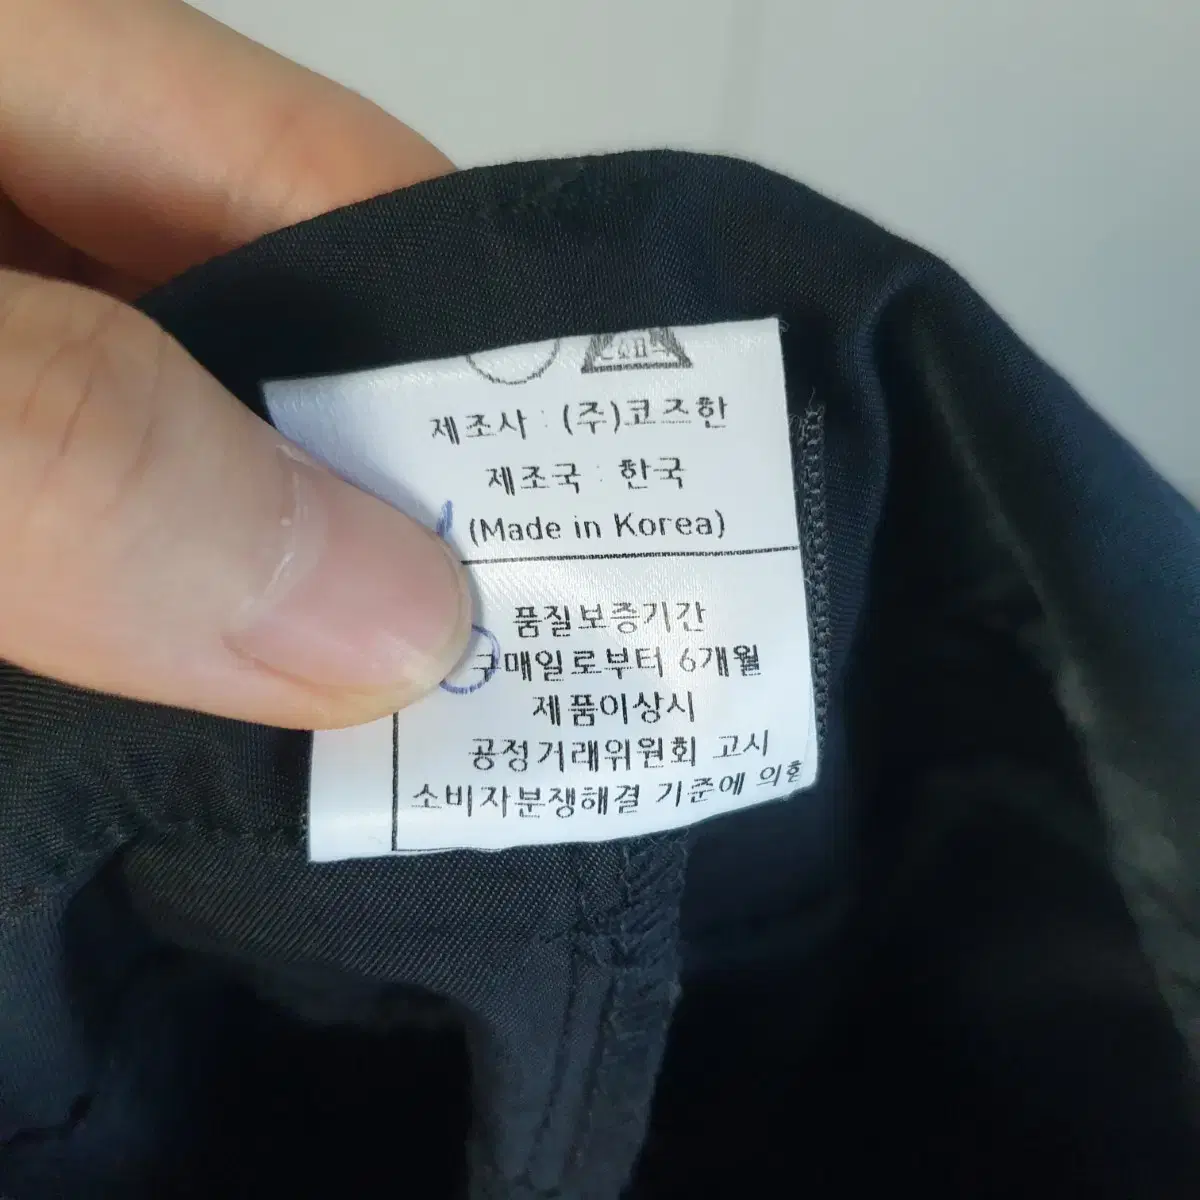 제조사 : (주)코즈한
제조국 : 한국
(Made in Korea)
품질보증기간
구매일로부터 6개월
제품이상시
공정거래위원회 고시
소비자분쟁해결 기준에 의한